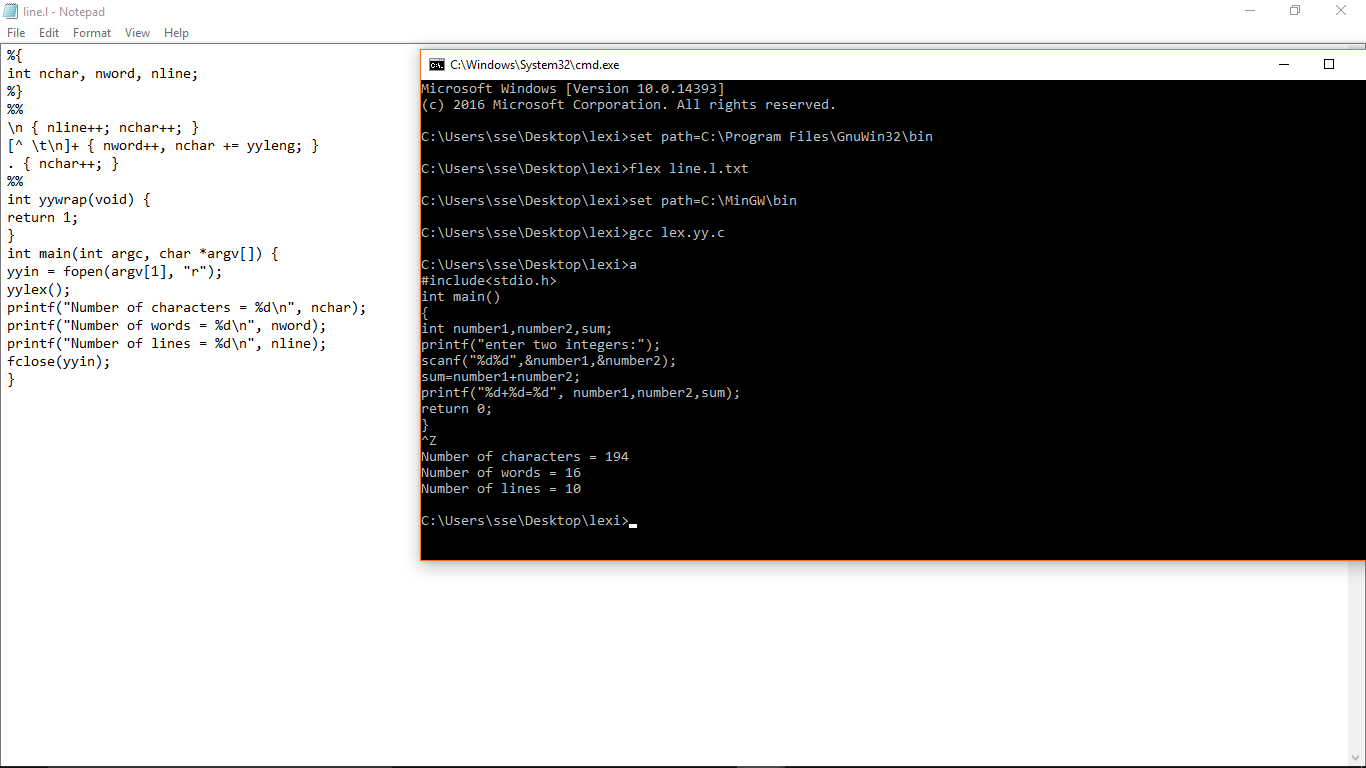 line.l - Notepad
File Edit Format View Help
%{
int nchar, nword, nline;
%}
%%
\n { nline++; nchar++; }
[^ \t\n]+ { nword++, nchar += yyleng; }
. { nchar++; }
%%
int yywrap(void) {
return 1;
}
int main(int argc, char *argv[]) {
yyin = fopen(argv[1], "r");
yylex();
printf("Number of characters = %d\n", nchar);
printf("Number of words = %d\n", nword);
printf("Number of lines = %d\n", nline);
fclose(yyin);
}
C:\Windows\System32\cmd.exe
Microsoft Windows [Version 10.0.14393]
(c) 2016 Microsoft Corporation. All rights reserved.
C:\Users\sse\Desktop\lexi>set path=C:\Program Files\GnuWin32\bin
C:\Users\sse\Desktop\lexi>flex line.l.txt
C:\Users\sse\Desktop\lexi>set path=C:\MinGW\bin
C:\Users\sse\Desktop\lexi>gcc lex.yy.c
C:\Users\sse\Desktop\lexi>a
#include<stdio.h>
int main()
{
int number1,number2,sum;
printf("enter two integers:");
scanf("%d%d",&number1,&number2);
sum=number1+number2;
printf("%d+%d=%d", number1,number2,sum);
return 0;
}
^Z
Number of characters = 194
Number of words = 16
Number of lines = 10
C:\Users\sse\Desktop\lexi>